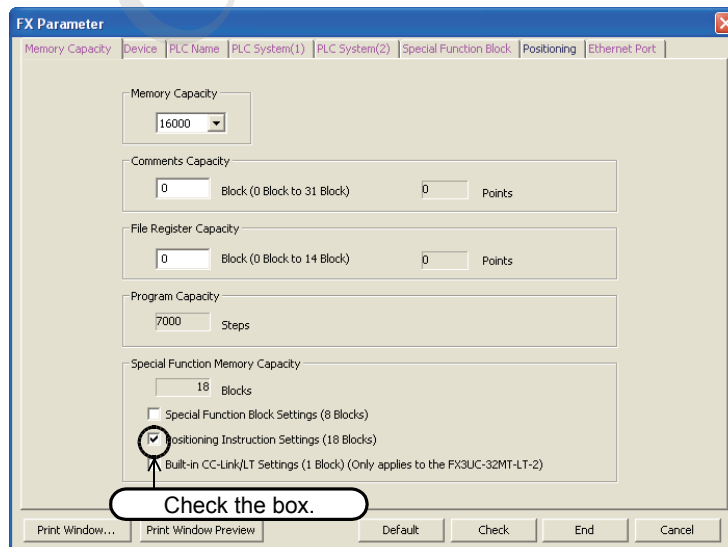 FX Parameter
Memory Capacity Device PLC Name PLC System(1) PLC System(2) Special Function Block Positioning Ethernet Port
Memory Capacity
16000
Comments Capacity
0 Block (0 Block to 31 Block) 0 Points
File Register Capacity
0 Block (0 Block to 14 Block) 0 Points
Program Capacity
7000 Steps
Special Function Memory Capacity
18 Blocks
Special Function Block Settings (8 Blocks)
Positioning Instruction Settings (18 Blocks)
Built-in CC-Link/LT Settings (1 Block) (Only applies to the FX3UC-32MT-LT-2)
Check the box.
Print Window... Print Window Preview Default Check End Cancel